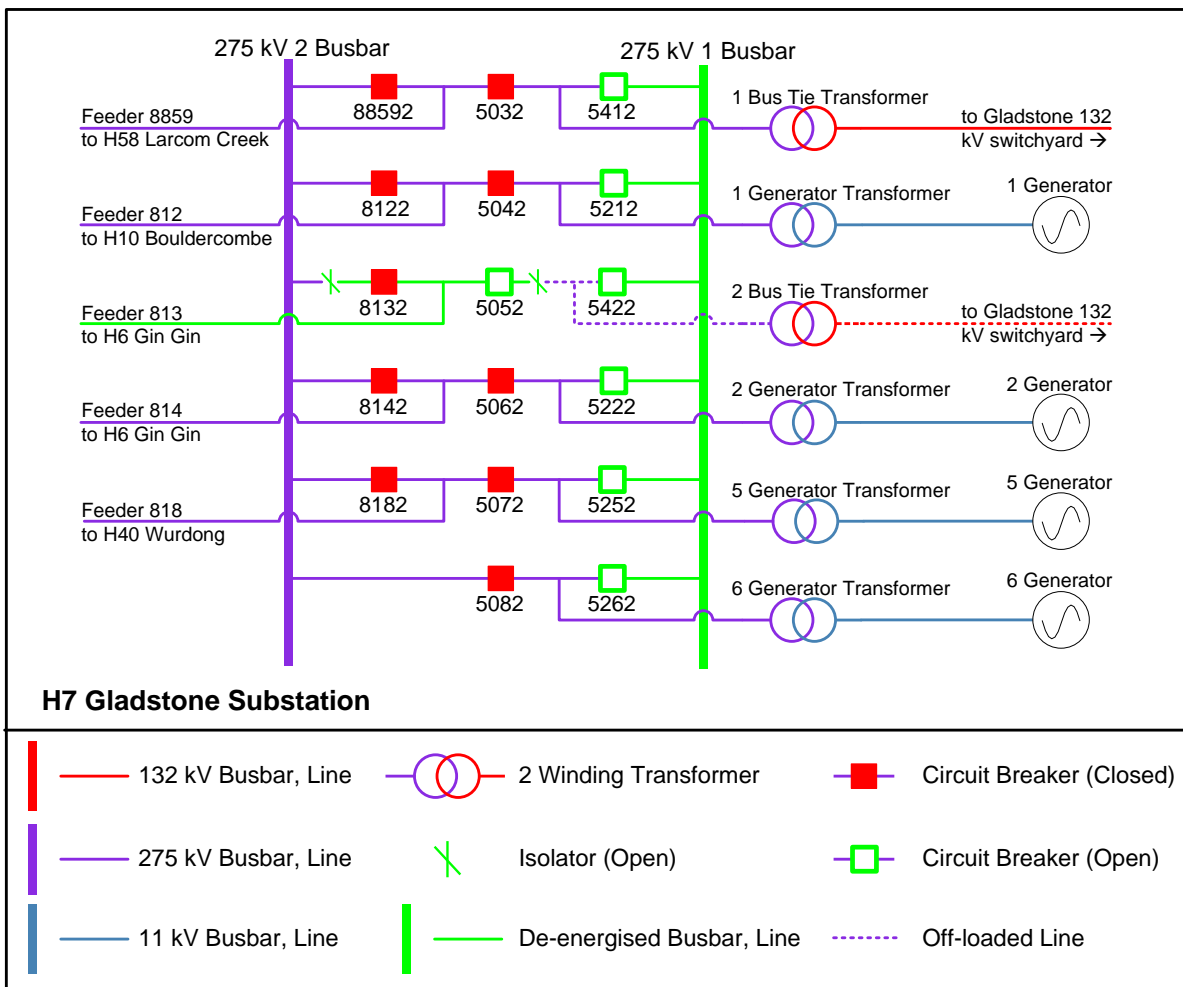 275 kV 2 Busbar
275 kV 1 Busbar
88592
5032
5412
1 Bus Tie Transformer
Feeder 8859
to H58 Larcom Creek
to Gladstone 132
kV switchyard →
8122
5042
5212
1 Generator Transformer
1 Generator
Feeder 812
to H10 Bouldercombe
8132
5052
5422
2 Bus Tie Transformer
Feeder 813
to H6 Gin Gin
to Gladstone 132
kV switchyard →
8142
5062
5222
2 Generator Transformer
2 Generator
Feeder 814
to H6 Gin Gin
8182
5072
5252
5 Generator Transformer
5 Generator
Feeder 818
to H40 Wurdong
5082
5262
6 Generator Transformer
6 Generator
H7 Gladstone Substation
132 kV Busbar, Line
2 Winding Transformer
Circuit Breaker (Closed)
275 kV Busbar, Line
Isolator (Open)
Circuit Breaker (Open)
11 kV Busbar, Line
De-energised Busbar, Line
Off-loaded Line